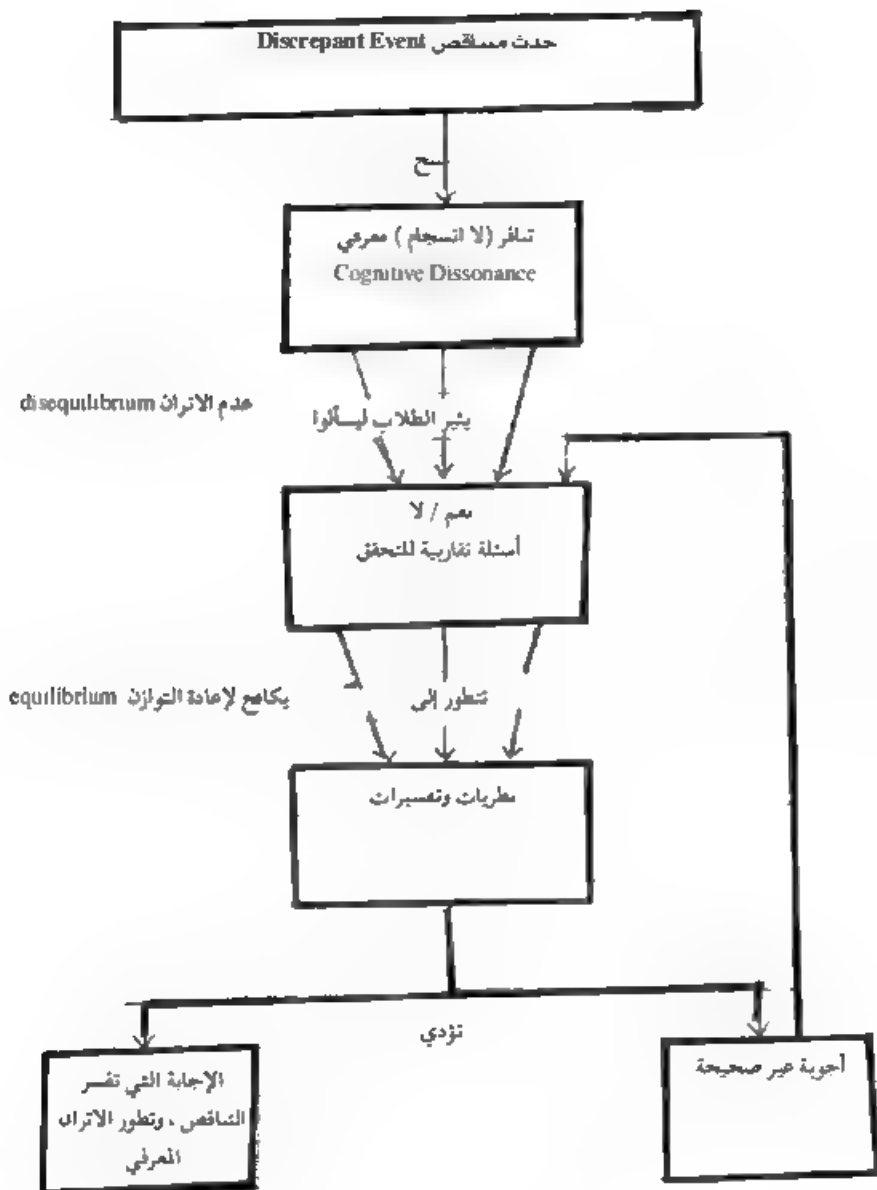 حدث متناقض Discrepant Event
ينتج
تنافر (لا انسجام) معرفي
Cognitive Dissonance
عدم الاتزان disequilibrium
يثير الطلاب ليسألوا
نعم / لا
أسئلة تقاربية للتحقق
يكافح لإعادة التوازن equilibrium
تتطور إلى
نظريات وتفسيرات
تؤدي
الإجابة التي تفسر
التناقض ، وتطور الاتزان
المعرفي
أجوبة غير صحيحة